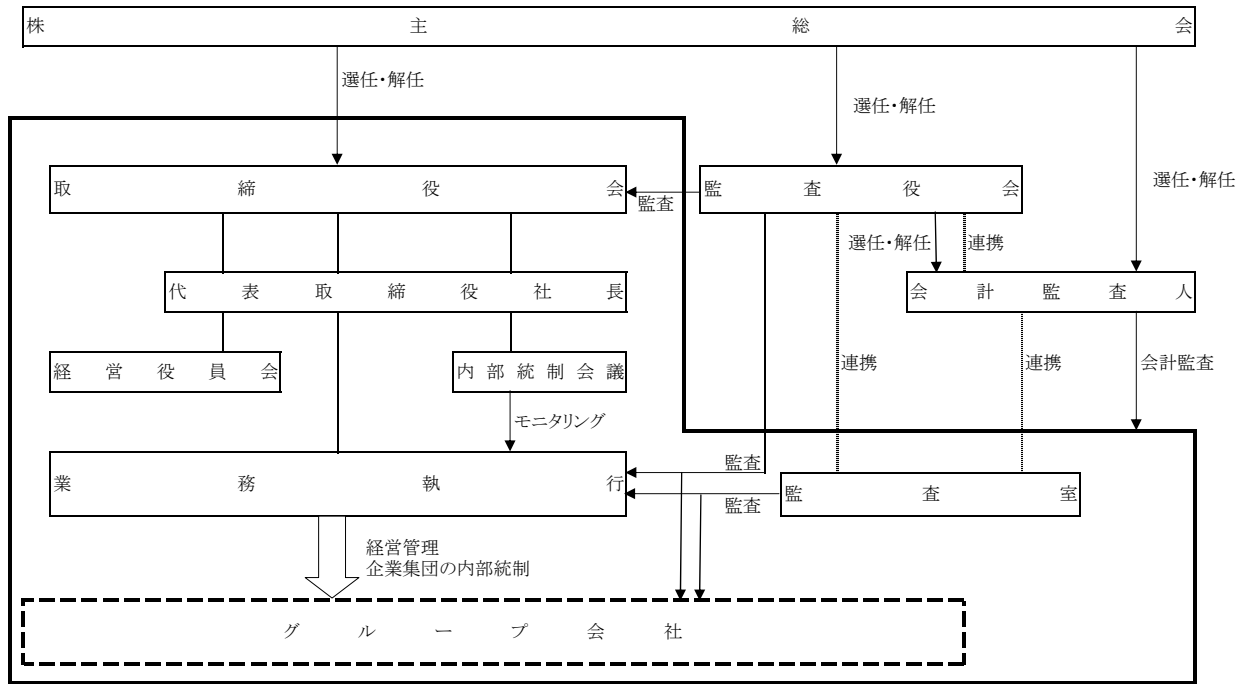 株主総会
選任・解任
選任・解任
選任・解任
取締役会
監査
監査役会
選任・解任
連携
代表取締役社長
会計監査人
経営役員会
内部統制会議
連携
連携
会計監査
モニタリング
業務執行
監査
監査
監査室
経営管理
企業集団の内部統制
グループ会社